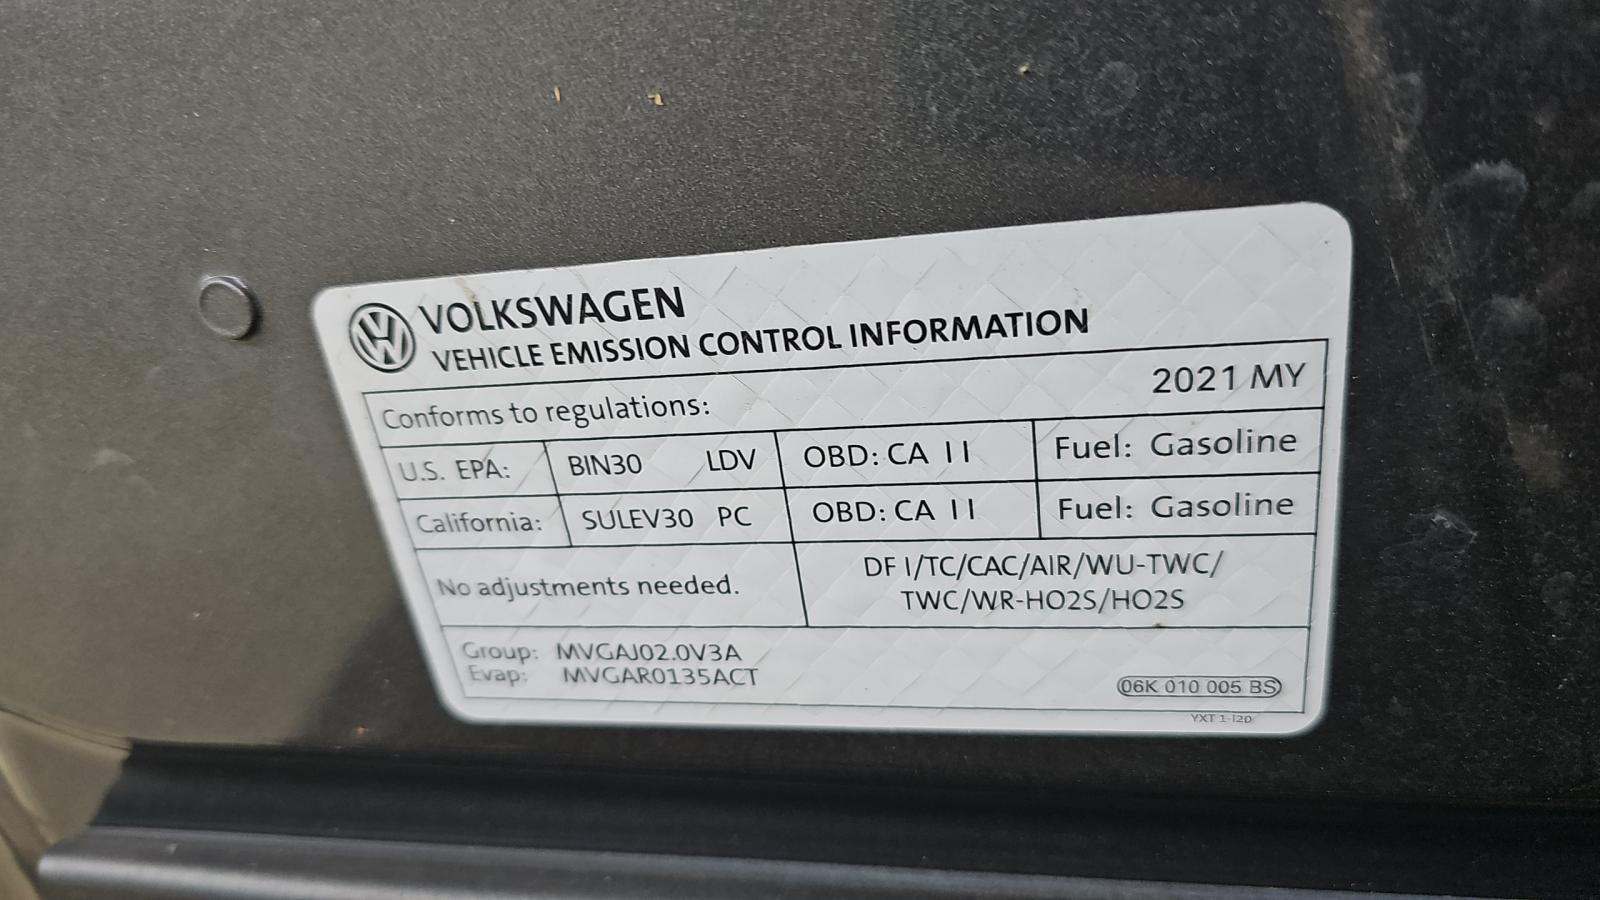 VOLKSWAGEN
VEHICLE EMISSION CONTROL INFORMATION
Conforms to regulations: 2021 MY
U.S. EPA: BIN30 LDV OBD: CA II Fuel: Gasoline
California: SULEV30 PC OBD: CA II Fuel: Gasoline
No adjustments needed.
DFI/TC/CAC/AIR/WU-TWC/
TWC/WR-HO2S/HO2S
Group: MVGAJ02.0V3A
Evap: MVGAR0135ACT
06K 010 005 BS